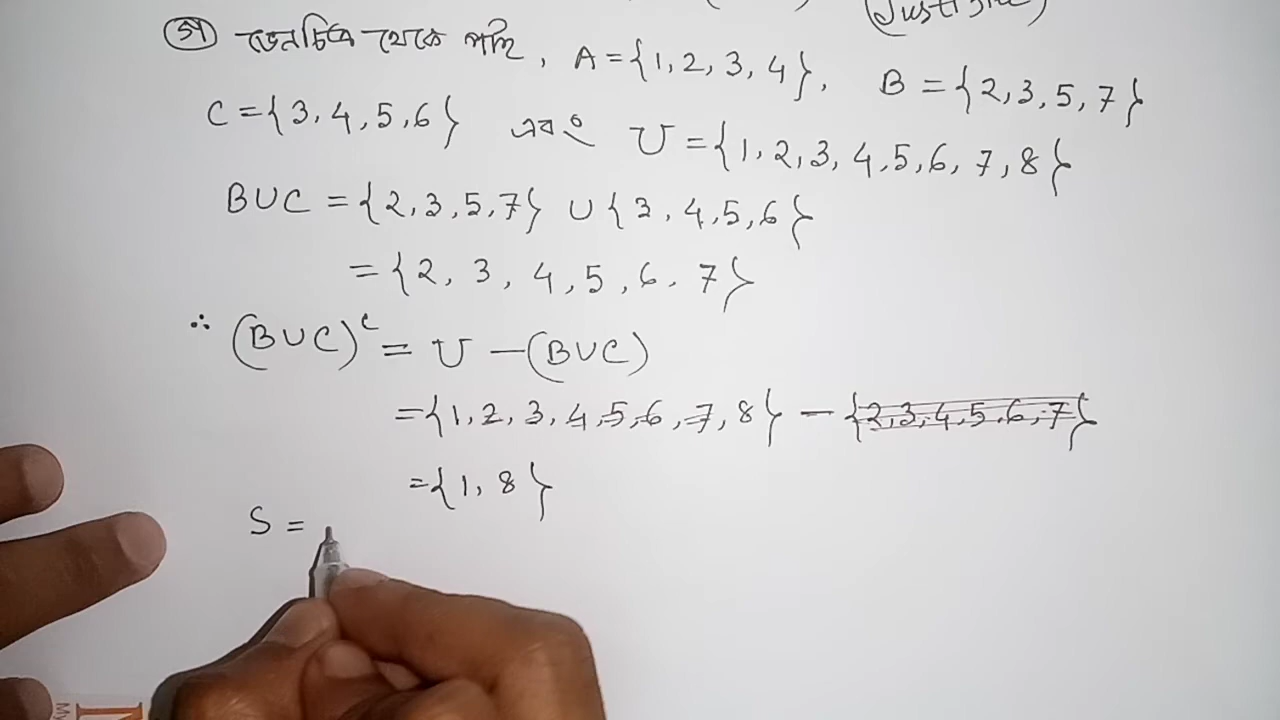 (Justify)
ভেনচিত্র থেকে পাই, A = {1, 2, 3, 4}, B = {2, 3, 5, 7}
C = {3, 4, 5, 6} এবং U = {1, 2, 3, 4, 5, 6, 7, 8}
B∪C = {2, 3, 5, 7} ∪ {3, 4, 5, 6}
= {2, 3, 4, 5, 6, 7}
∴ (B∪C)ᶜ = U − (B∪C)
= {1, 2, 3, 4, 5, 6, 7, 8} − {2, 3, 4, 5, 6, 7}
= {1, 8}
S =